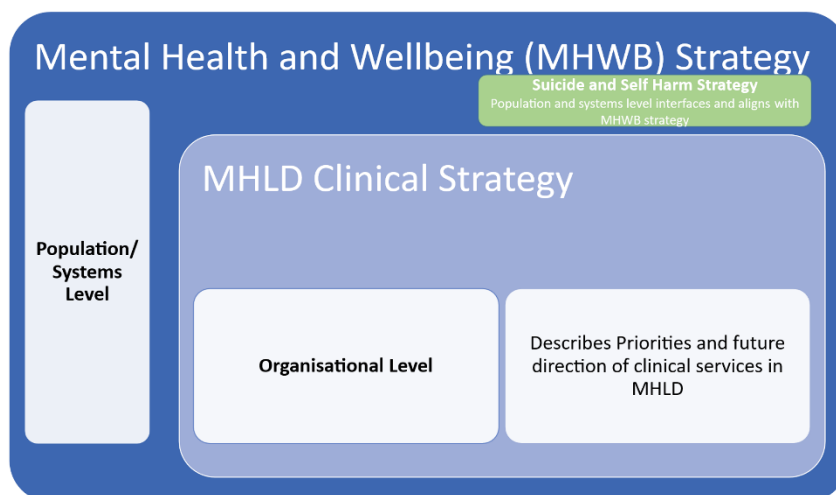 Mental Health and Wellbeing (MHWB) Strategy
Suicide and Self Harm Strategy
Population and systems level interfaces and aligns with
MHWB strategy
MHLD Clinical Strategy
Population/
Systems
Level
Organisational Level
Describes Priorities and future
direction of clinical services in
MHLD